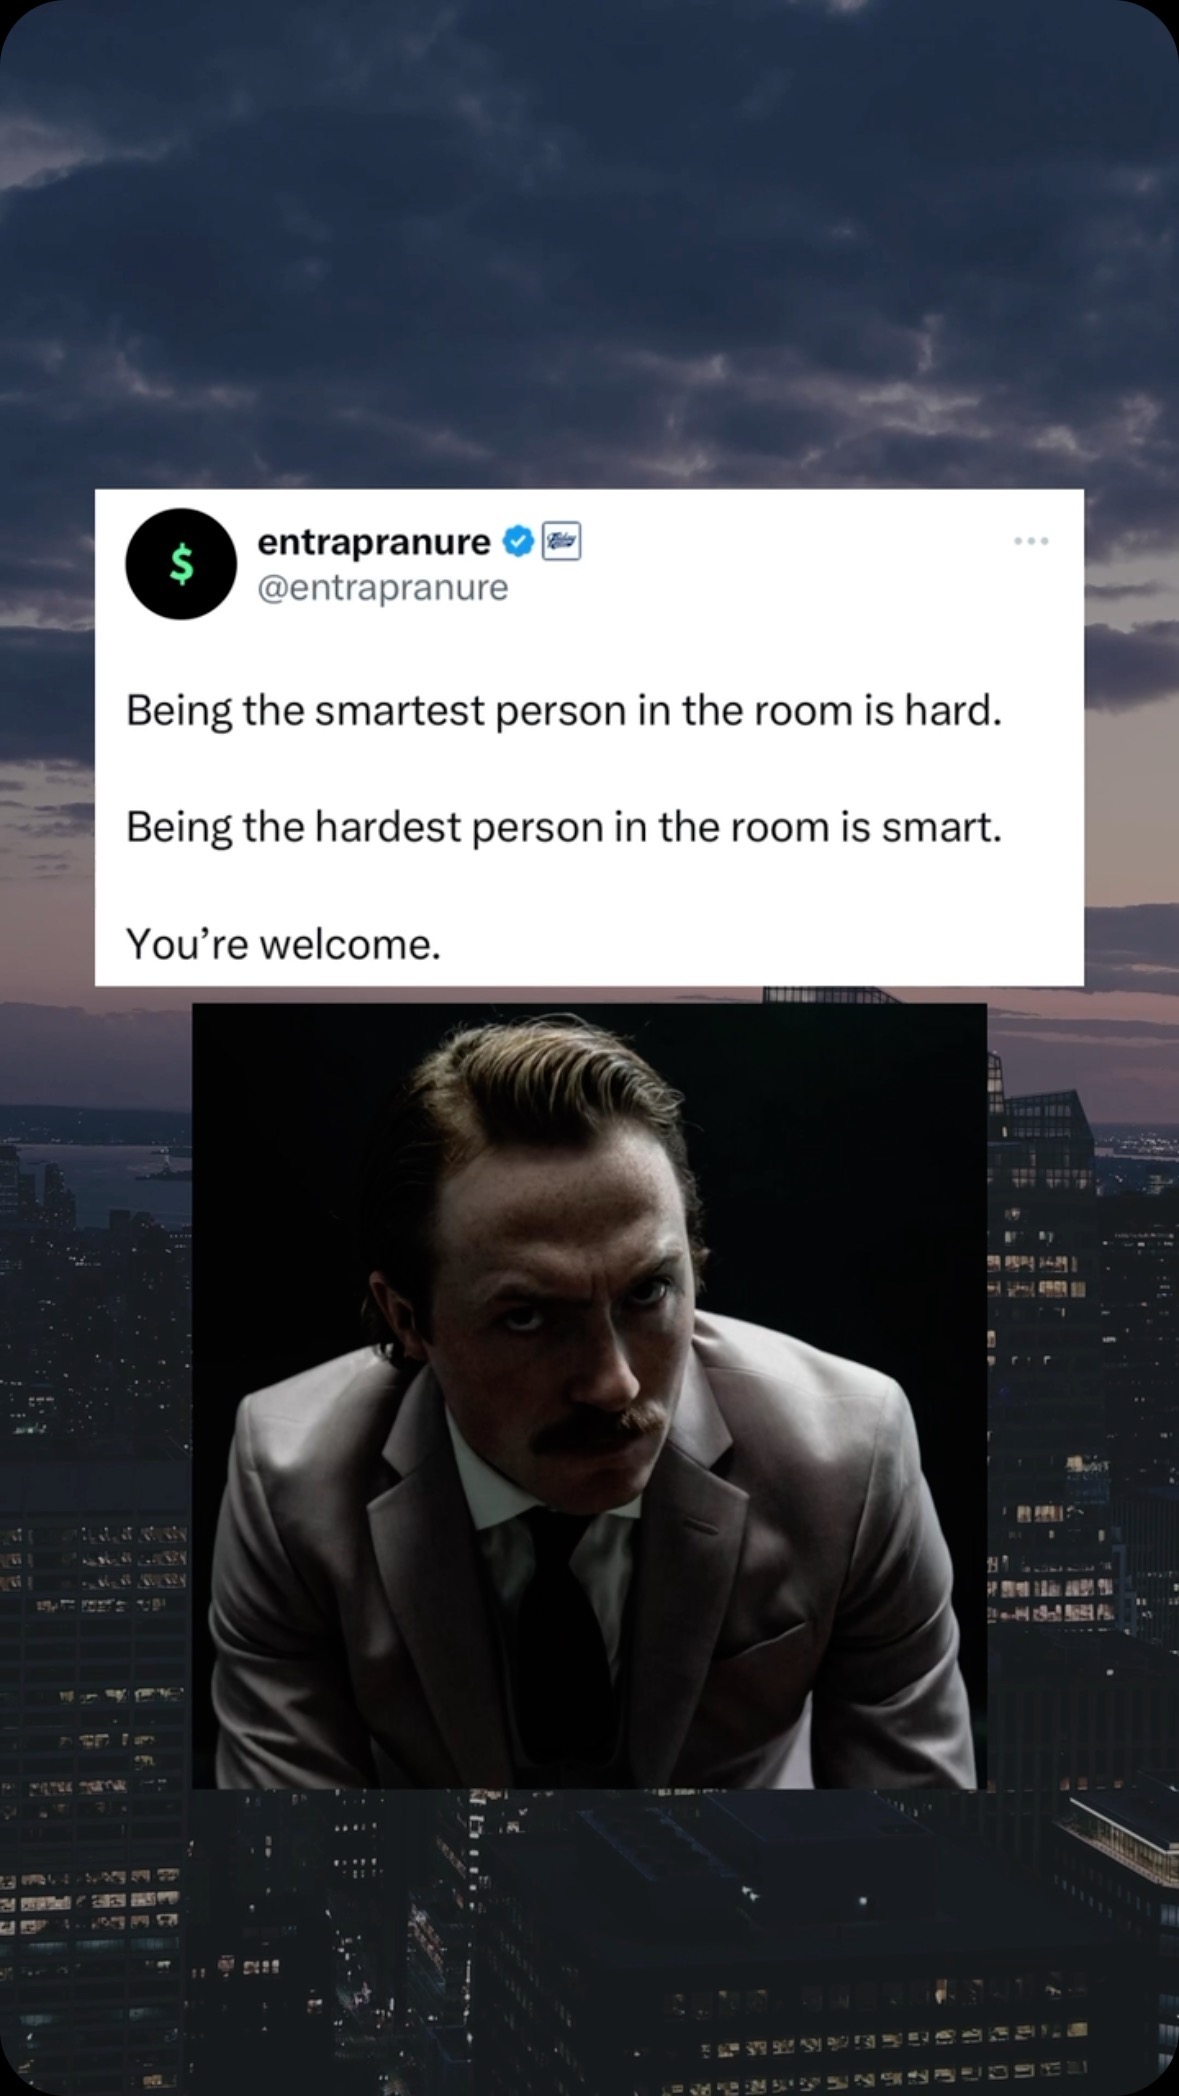 $
entrapranure
@entrapranure
Being the smartest person in the room is hard.
Being the hardest person in the room is smart.
You’re welcome.